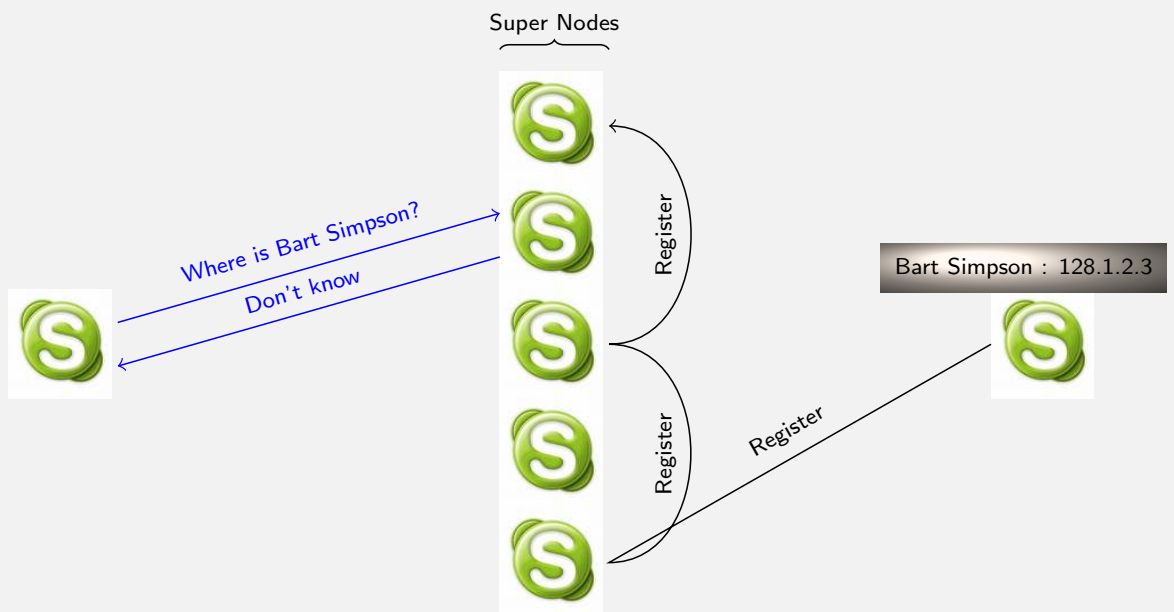 Super Nodes
S
S
S
S
S
S
S
Where is Bart Simpson?
Don't know
Register
Register
Register
Bart Simpson : 128.1.2.3